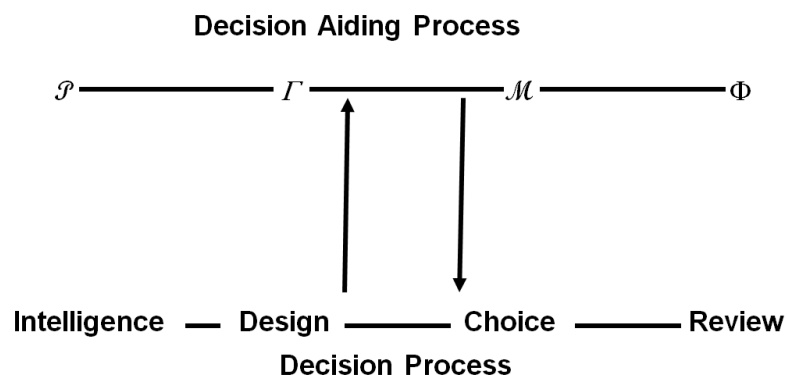 Decision Aiding Process
𝒫 Γ ℳ Φ
Intelligence Design Choice Review
Decision Process